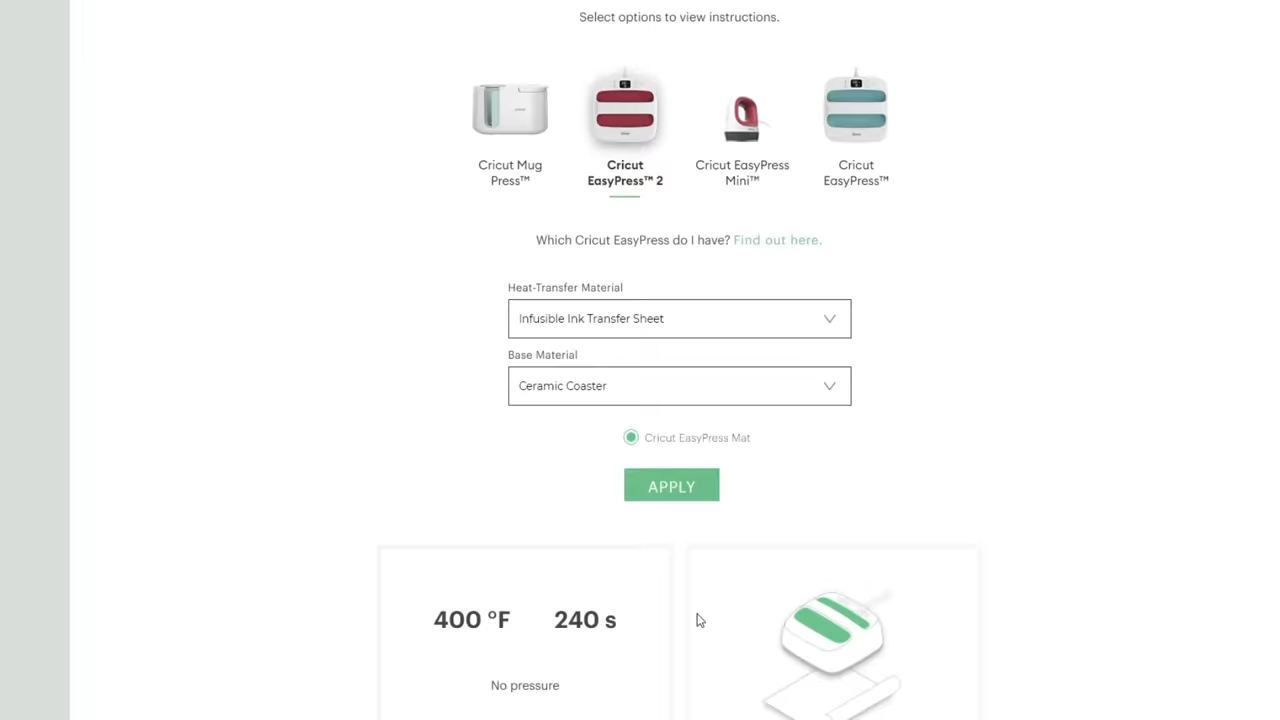 Select options to view instructions.
Cricut Mug Press™
Cricut EasyPress™ 2
Cricut EasyPress Mini™
Cricut EasyPress™
Which Cricut EasyPress do I have? Find out here.
Heat-Transfer Material
Infusible Ink Transfer Sheet
Base Material
Ceramic Coaster
Cricut EasyPress Mat
APPLY
400 °F 240 s
No pressure